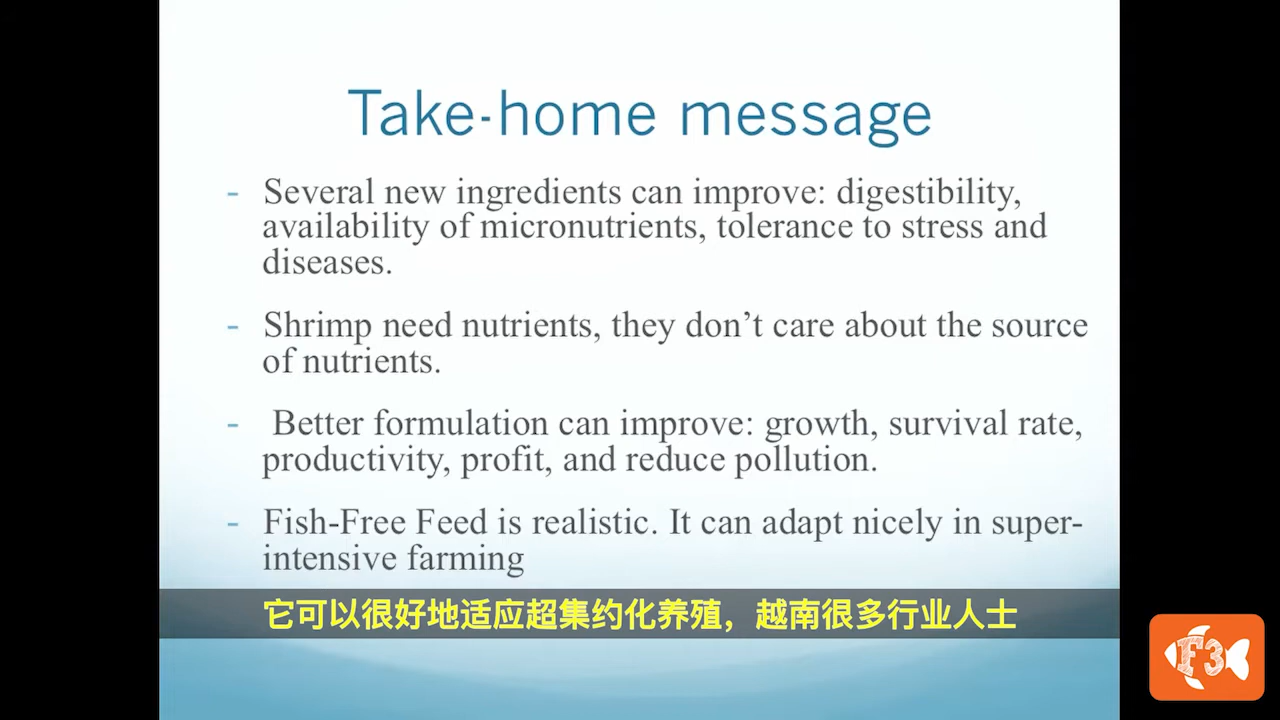 Take-home message
- Several new ingredients can improve: digestibility,
availability of micronutrients, tolerance to stress and
diseases.
- Shrimp need nutrients, they don’t care about the source
of nutrients.
- Better formulation can improve: growth, survival rate,
productivity, profit, and reduce pollution.
- Fish-Free Feed is realistic. It can adapt nicely in super-
intensive farming
它可以很好地适应超集约化养殖，越南很多行业人士
F3